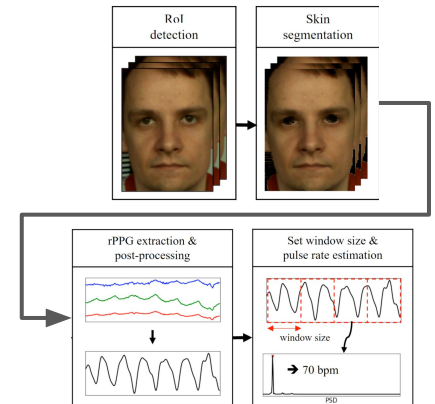 RoI
detection
Skin
segmentation
rPPG extraction &
post-processing
Set window size &
pulse rate estimation
window size
➔ 70 bpm
PSD